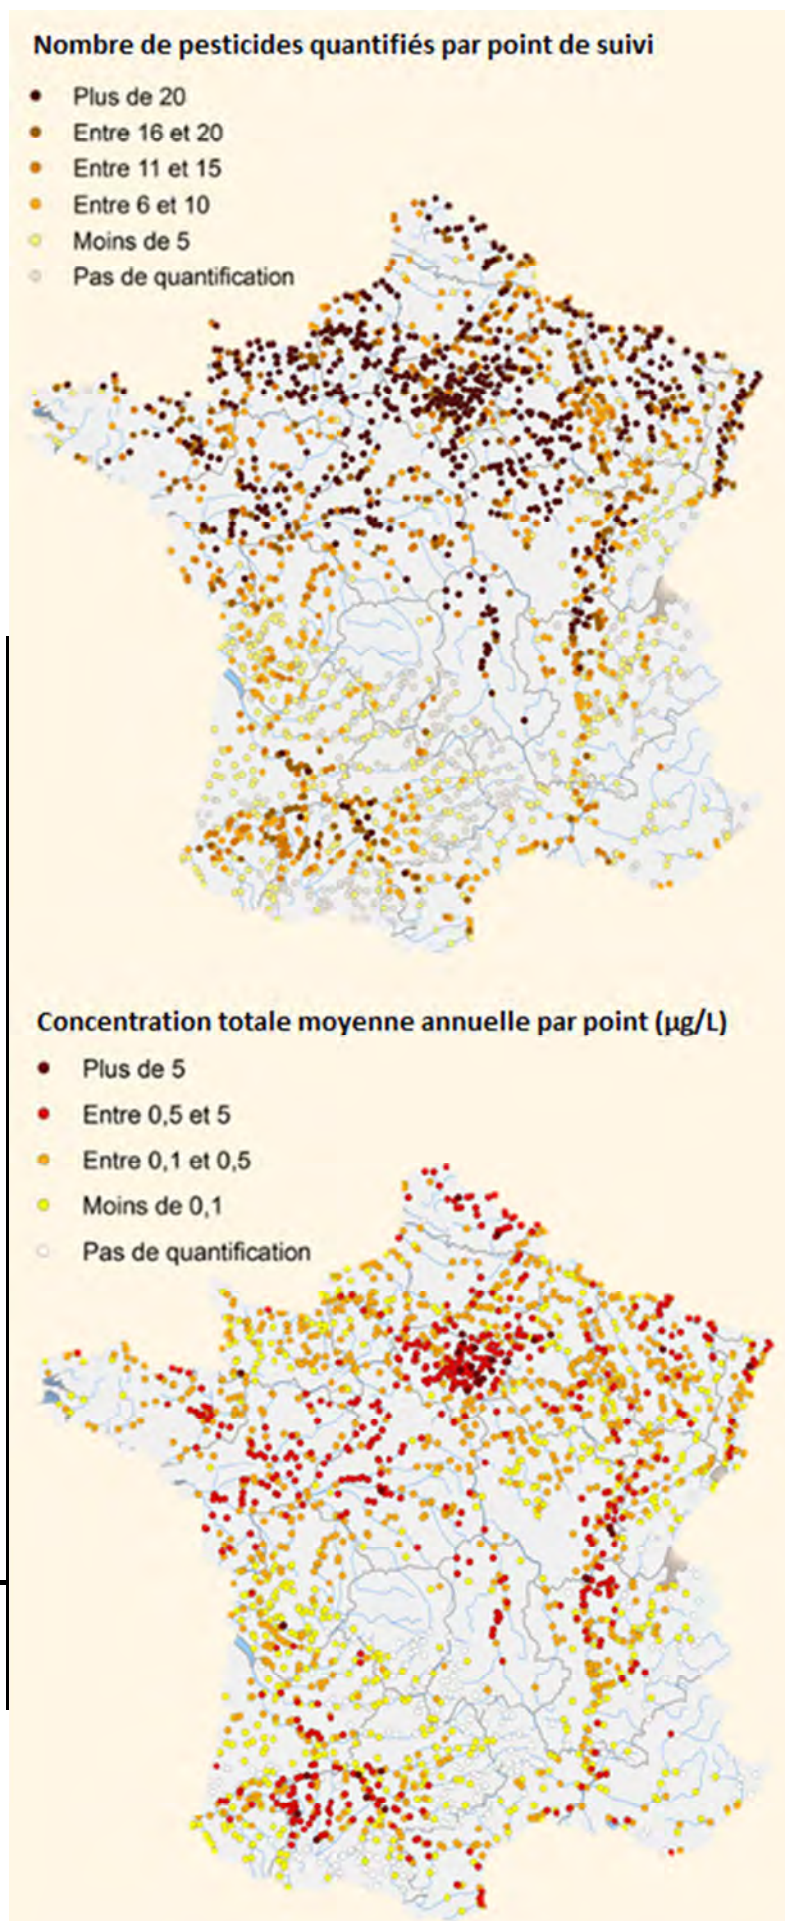 Nombre de pesticides quantifiés par point de suivi
Plus de 20
Entre 16 et 20
Entre 11 et 15
Entre 6 et 10
Moins de 5
Pas de quantification
Concentration totale moyenne annuelle par point (µg/L)
Plus de 5
Entre 0,5 et 5
Entre 0,1 et 0,5
Moins de 0,1
Pas de quantification